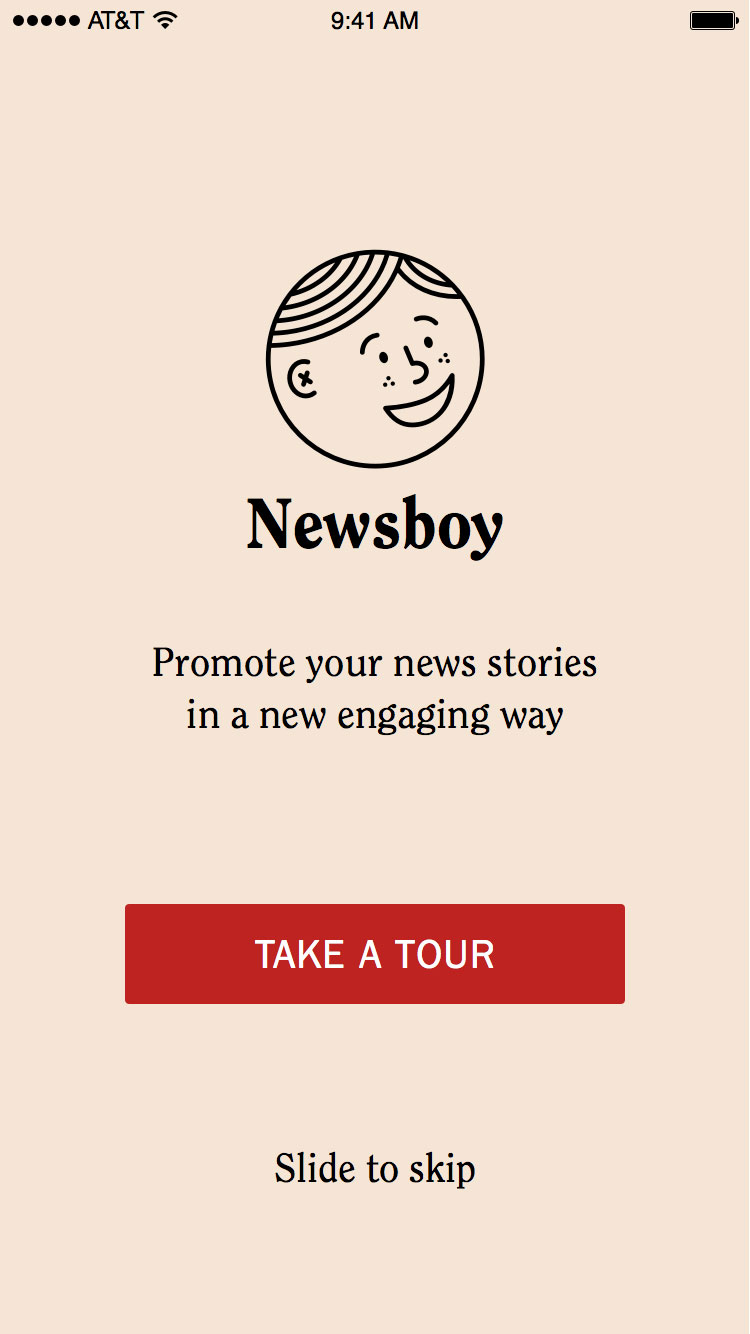 AT&T 9:41 AM
Newsboy
Promote your news stories
in a new engaging way
TAKE A TOUR
Slide to skip